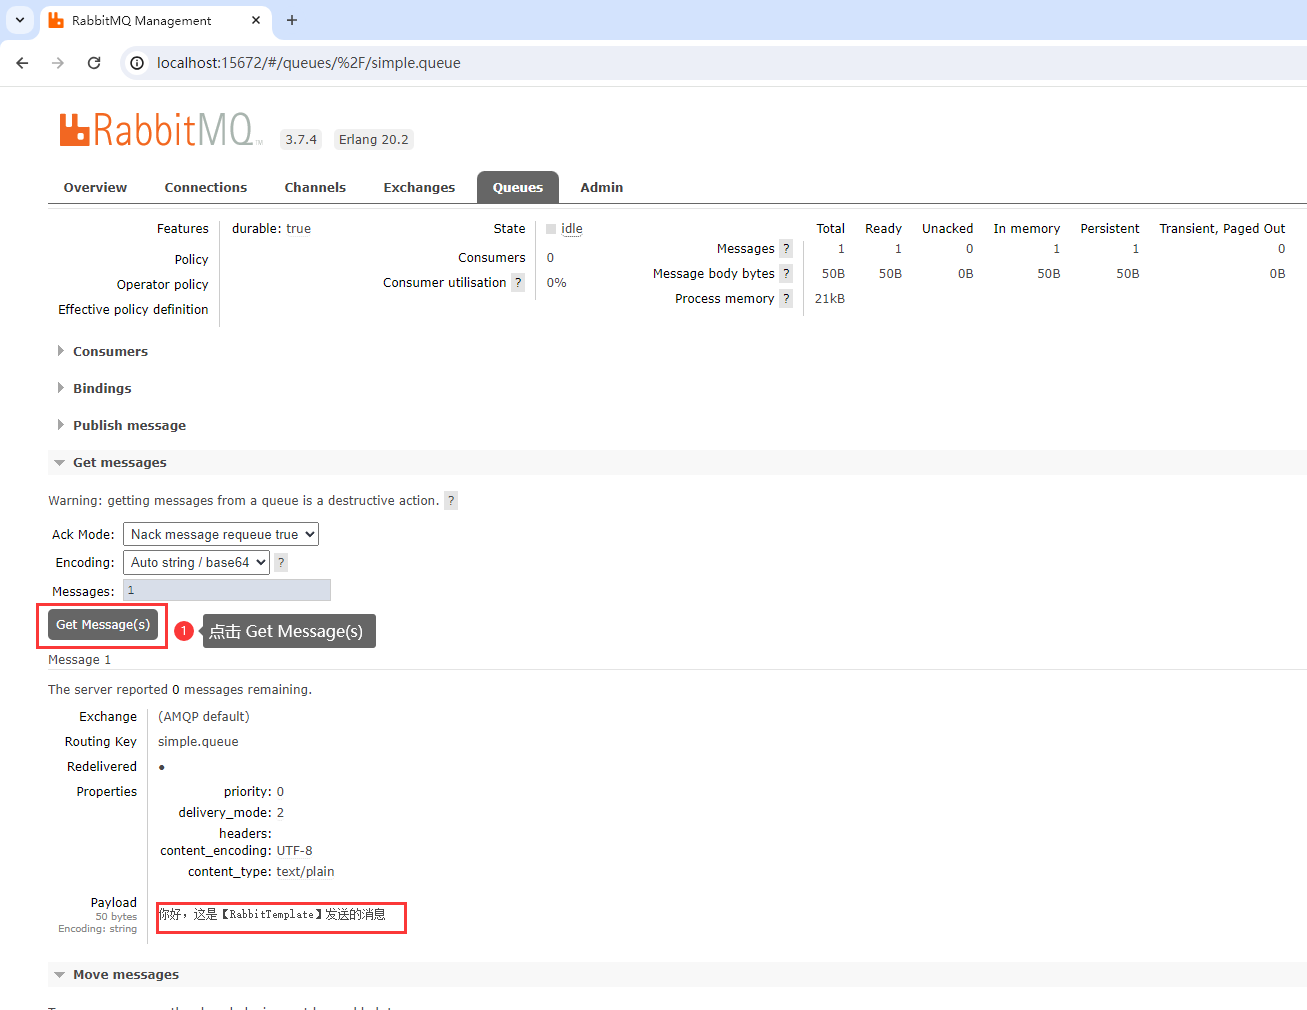 RabbitMQ Management
localhost:15672/#/queues/%2F/simple.queue
RabbitMQ TM 3.7.4 Erlang 20.2
Overview Connections Channels Exchanges Queues Admin
Features durable: true
Policy
Operator policy
Effective policy definition
State idle
Consumers 0
Consumer utilisation ? 0%
Total Ready Unacked In memory Persistent Transient, Paged Out
Messages ? 1 1 0 1 1 0
Message body bytes ? 50B 50B 0B 50B 50B 0B
Process memory ? 21kB
Consumers
Bindings
Publish message
Get messages
Warning: getting messages from a queue is a destructive action. ?
Ack Mode: Nack message requeue true
Encoding: Auto string / base64 ?
Messages: 1
Get Message(s) 1 点击 Get Message(s)
Message 1
The server reported 0 messages remaining.
Exchange (AMQP default)
Routing Key simple.queue
Redelivered ●
Properties priority: 0
delivery_mode: 2
headers:
content_encoding: UTF-8
content_type: text/plain
Payload
50 bytes
Encoding: string
你好，这是【RabbitTemplate】发送的消息
Move messages